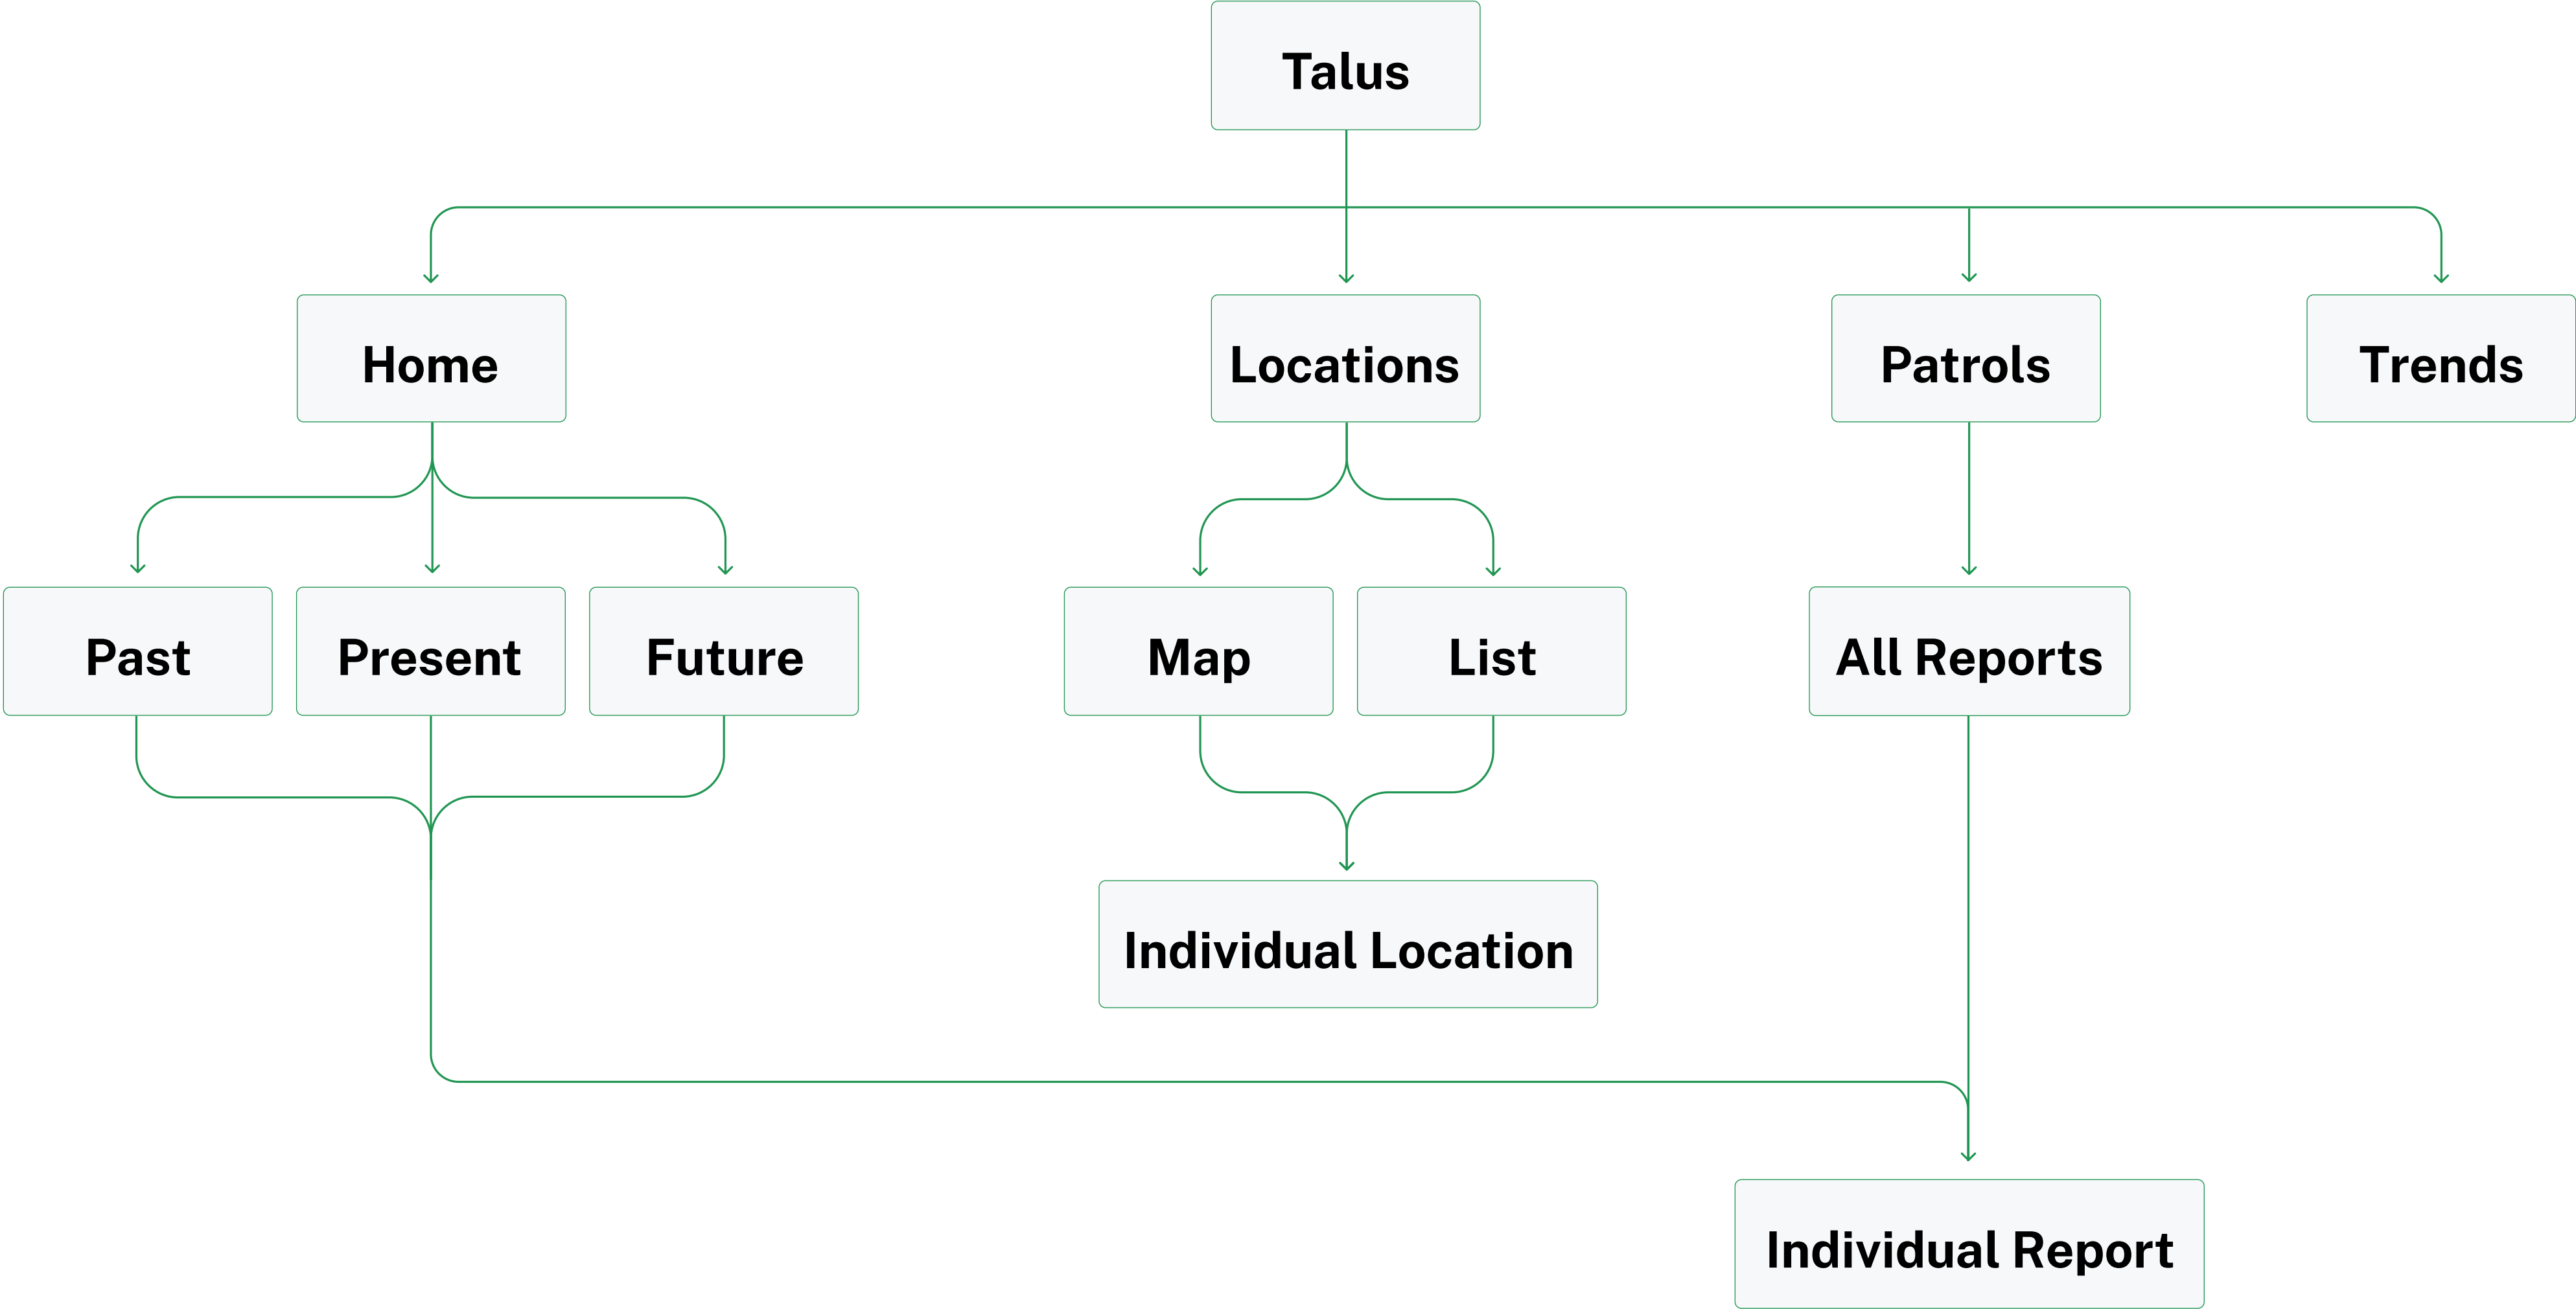 Talus
Home
Locations
Patrols
Trends
Past
Present
Future
Map
List
All Reports
Individual Location
Individual Report